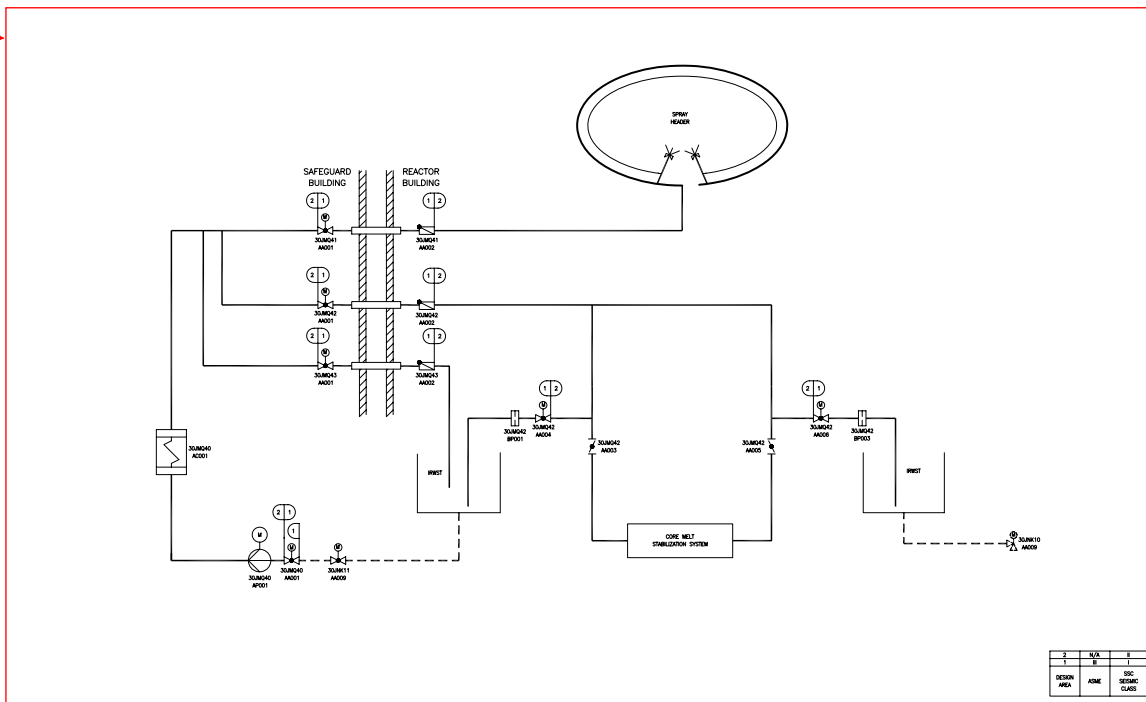 SPRAY
HEADER
SAFEGUARD
BUILDING
REACTOR
BUILDING
2 1
1 2
M
30JMQ41
AA001
30JMQ41
AA002
2 1
1 2
M
30JMQ42
AA001
30JMQ42
AA002
2 1
1 2
M
30JMQ43
AA001
30JMQ43
AA002
1 2
2 1
M
M
30JMQ42
BP001
30JMQ42
AA004
30JMQ42
AA006
30JMQ42
BP003
30JMQ40
AC001
30JMQ42
AA003
30JMQ42
AA005
IRWST
IRWST
2 1
1
M
M
M
30JMQ40
AP001
30JMQ40
AA001
30JNK11
AA009
CORE MELT
STABILIZATION SYSTEM
M
30JNK10
AA009
2 N/A II
1 III I
DESIGN
AREA
ASME
SSC
SEISMIC
CLASS